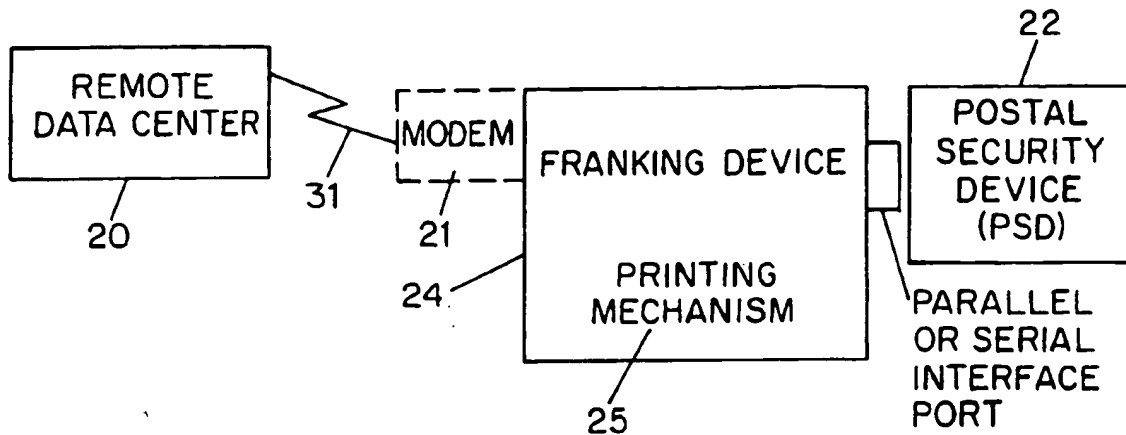 REMOTE
DATA CENTER
20
31
MODEM
21
FRANKING DEVICE
24
PRINTING
MECHANISM
25
22
POSTAL
SECURITY
DEVICE
(PSD)
PARALLEL
OR SERIAL
INTERFACE
PORT